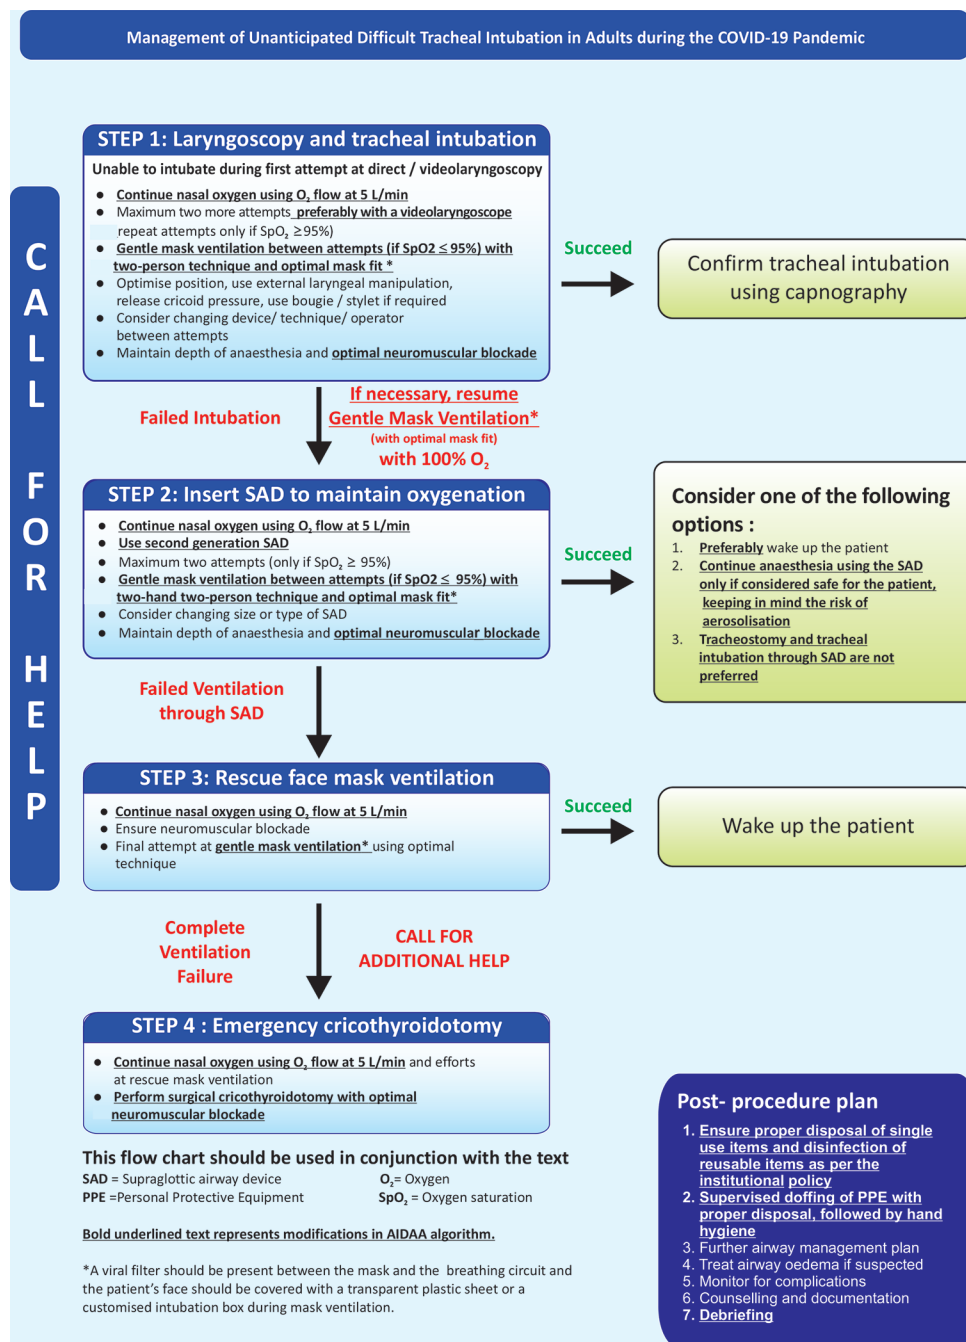 Management of Unanticipated Difficult Tracheal Intubation in Adults during the COVID-19 Pandemic
CALL FOR HELP
STEP 1: Laryngoscopy and tracheal intubation
Unable to intubate during first attempt at direct / videolaryngoscopy
● Continue nasal oxygen using O₂ flow at 5 L/min
● Maximum two more attempts preferably with a videolaryngoscope
repeat attempts only if SpO₂ ≥95%)
● Gentle mask ventilation between attempts (if SpO2 ≤ 95%) with
two-person technique and optimal mask fit *
● Optimise position, use external laryngeal manipulation,
release cricoid pressure, use bougie / stylet if required
● Consider changing device/ technique/ operator
between attempts
● Maintain depth of anaesthesia and optimal neuromuscular blockade
Succeed
Confirm tracheal intubation
using capnography
Failed Intubation
If necessary, resume
Gentle Mask Ventilation*
(with optimal mask fit)
with 100% O₂
STEP 2: Insert SAD to maintain oxygenation
● Continue nasal oxygen using O₂ flow at 5 L/min
● Use second generation SAD
● Maximum two attempts (only if SpO₂ ≥ 95%)
● Gentle mask ventilation between attempts (if SpO2 ≤ 95%) with
two-hand two-person technique and optimal mask fit*
● Consider changing size or type of SAD
● Maintain depth of anaesthesia and optimal neuromuscular blockade
Succeed
Consider one of the following
options :
1. Preferably wake up the patient
2. Continue anaesthesia using the SAD
only if considered safe for the patient,
keeping in mind the risk of
aerosolisation
3. Tracheostomy and tracheal
intubation through SAD are not
preferred
Failed Ventilation
through SAD
STEP 3: Rescue face mask ventilation
● Continue nasal oxygen using O₂ flow at 5 L/min
● Ensure neuromuscular blockade
● Final attempt at gentle mask ventilation* using optimal
technique
Succeed
Wake up the patient
Complete
Ventilation
Failure
CALL FOR
ADDITIONAL HELP
STEP 4 : Emergency cricothyroidotomy
● Continue nasal oxygen using O₂ flow at 5 L/min and efforts
at rescue mask ventilation
● Perform surgical cricothyroidotomy with optimal
neuromuscular blockade
This flow chart should be used in conjunction with the text
SAD = Supraglottic airway device O₂= Oxygen
PPE =Personal Protective Equipment SpO₂ = Oxygen saturation
Bold underlined text represents modifications in AIDAA algorithm.
*A viral filter should be present between the mask and the breathing circuit and
the patient's face should be covered with a transparent plastic sheet or a
customised intubation box during mask ventilation.
Post- procedure plan
1. Ensure proper disposal of single
use items and disinfection of
reusable items as per the
institutional policy
2. Supervised doffing of PPE with
proper disposal, followed by hand
hygiene
3. Further airway management plan
4. Treat airway oedema if suspected
5. Monitor for complications
6. Counselling and documentation
7. Debriefing